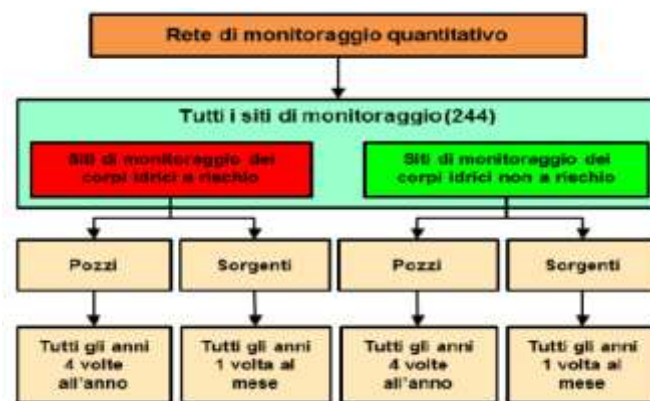 Rete di monitoraggio quantitativo
Tutti i siti di monitoraggio(244)
Siti di monitoraggio dei
corpi idrici a rischio
Siti di monitoraggio dei
corpi idrici non a rischio
Pozzi
Sorgenti
Pozzi
Sorgenti
Tutti gli anni
4 volte
all'anno
Tutti gli anni
1 volta al
mese
Tutti gli anni
4 volte
all'anno
Tutti gli anni
1 volta al
mese